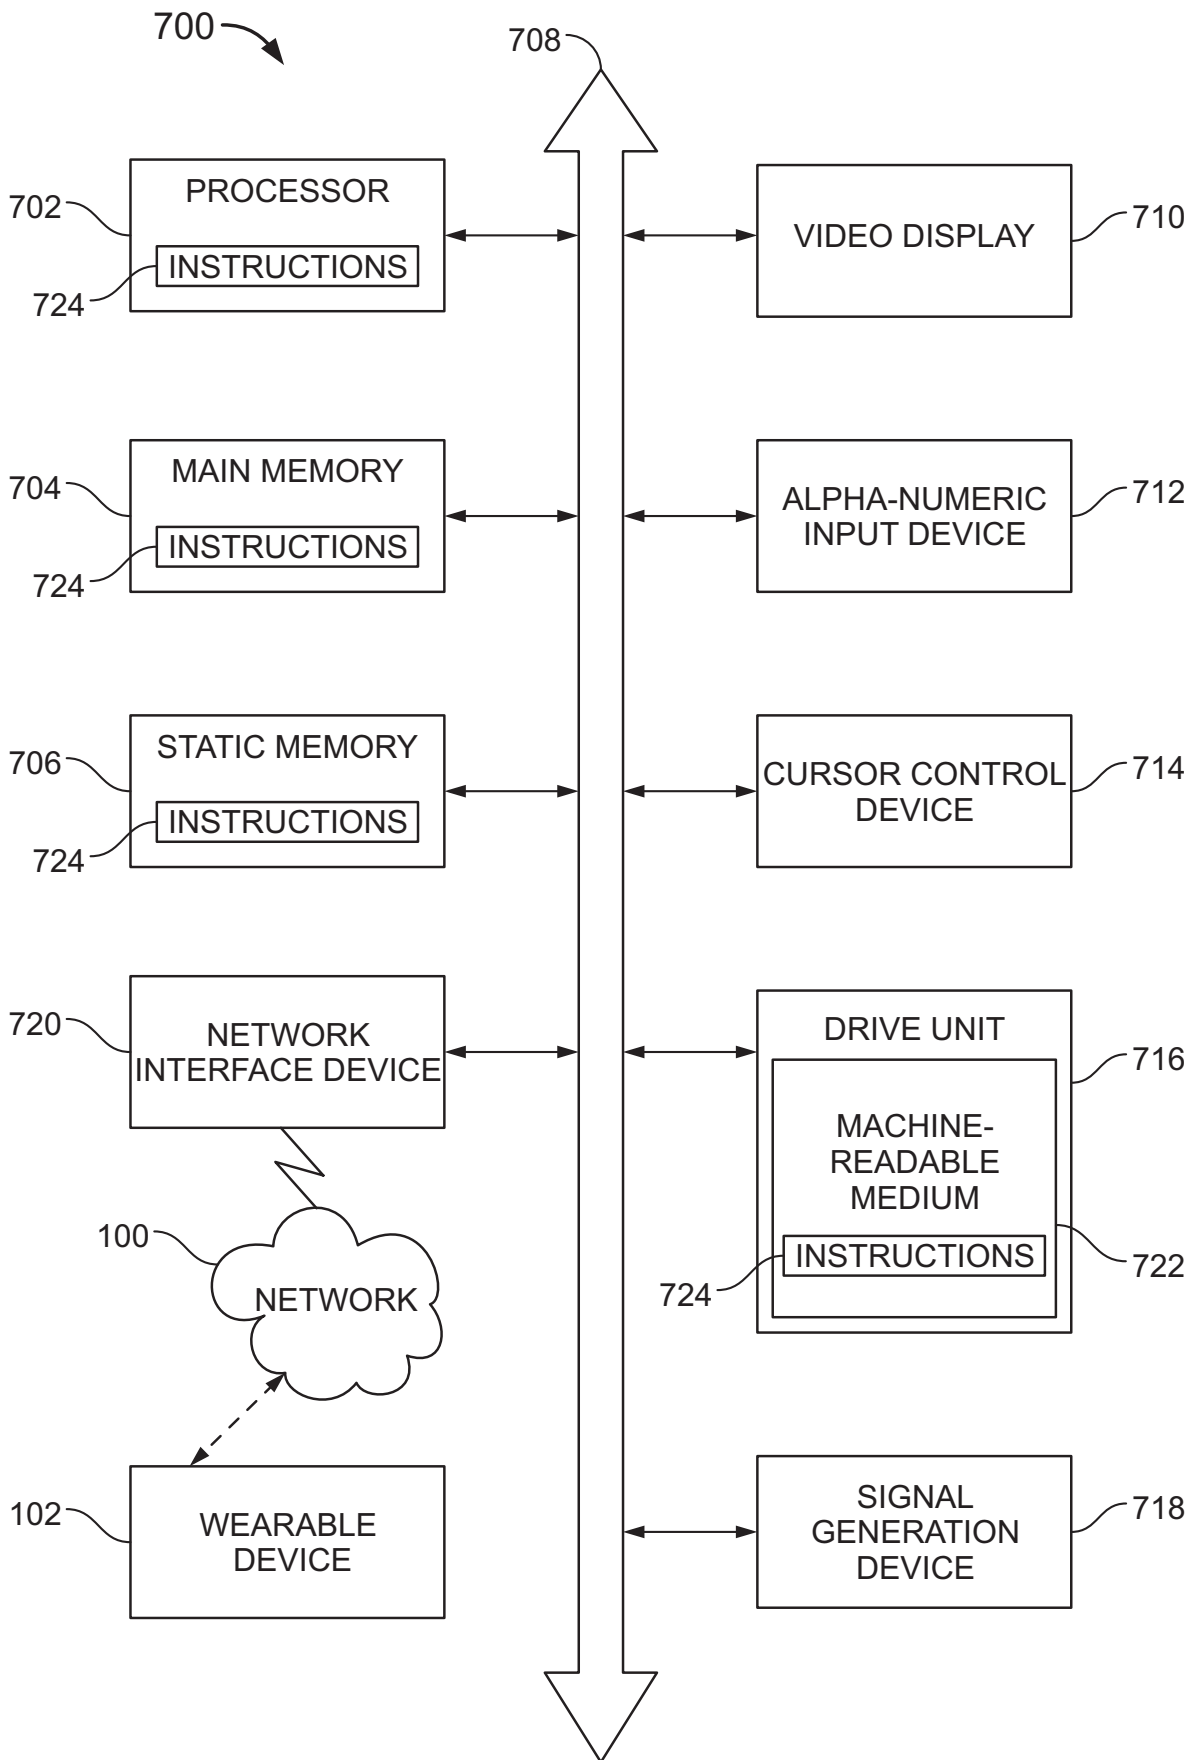 700
708
702
PROCESSOR
INSTRUCTIONS
724
VIDEO DISPLAY
710
704
MAIN MEMORY
INSTRUCTIONS
724
ALPHA-NUMERIC
INPUT DEVICE
712
706
STATIC MEMORY
INSTRUCTIONS
724
CURSOR CONTROL
DEVICE
714
720
NETWORK
INTERFACE DEVICE
DRIVE UNIT
716
MACHINE-
READABLE
MEDIUM
INSTRUCTIONS
722
724
100
NETWORK
102
WEARABLE
DEVICE
SIGNAL
GENERATION
DEVICE
718